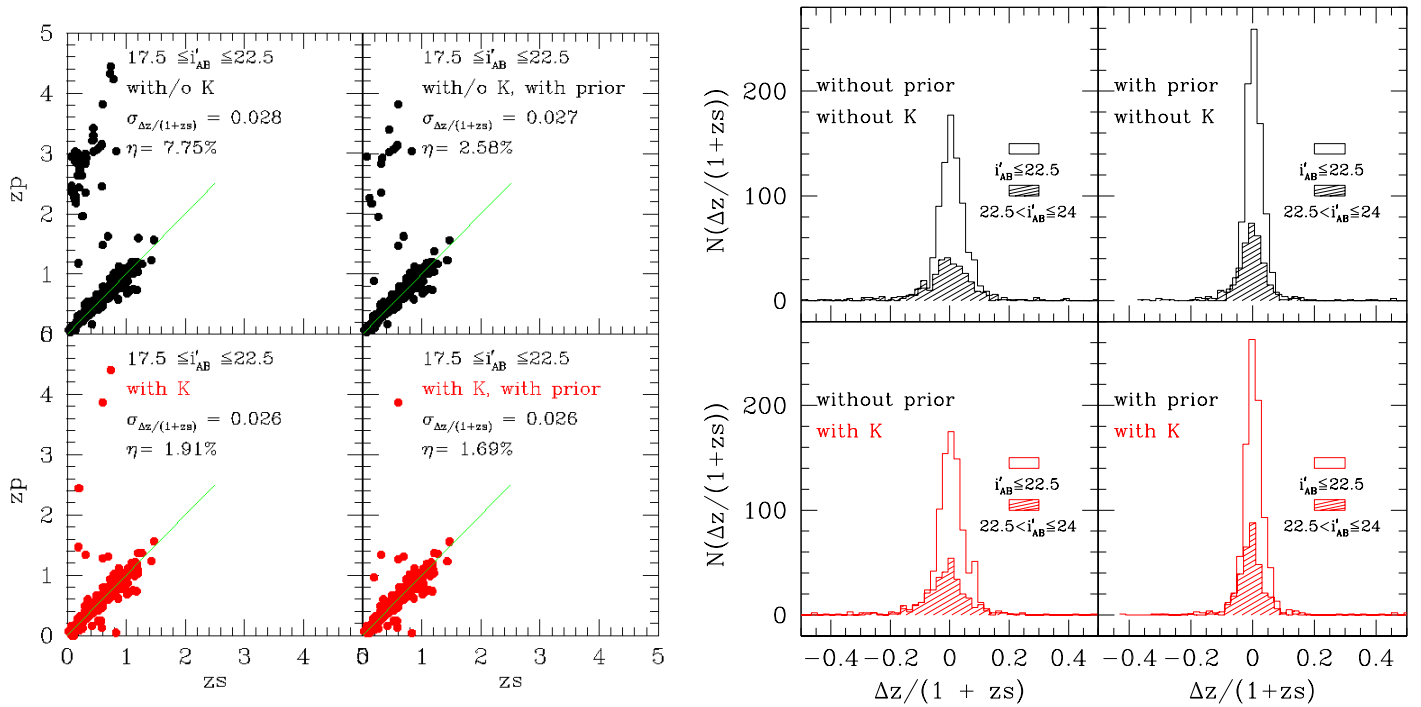 17.5 ≤i′AB ≤22.5
with/o K
σΔz/(1+zs) = 0.028
η= 7.75%
17.5 ≤i′AB ≤22.5
with/o K, with prior
σΔz/(1+zs) = 0.027
η= 2.58%
17.5 ≤i′AB ≤22.5
with K
σΔz/(1+zs) = 0.026
η= 1.91%
17.5 ≤i′AB ≤22.5
with K, with prior
σΔz/(1+zs) = 0.026
η= 1.69%
5
4
3
2
1
0
zp
5
4
3
2
1
0
zp
0 1 2 3 4 5 0 1 2 3 4 5
zs zs
N(Δz/(1+zs))
200
100
0
without prior
without K
i′AB≤22.5
22.5<i′AB≤24
with prior
without K
i′AB≤22.5
22.5<i′AB≤24
N(Δz/(1+zs))
200
100
0
without prior
with K
i′AB≤22.5
22.5<i′AB≤24
with prior
with K
i′AB≤22.5
22.5<i′AB≤24
−0.4 −0.2 0 0.2 0.4 −0.4 −0.2 0 0.2 0.4
Δz/(1 + zs) Δz/(1+zs)